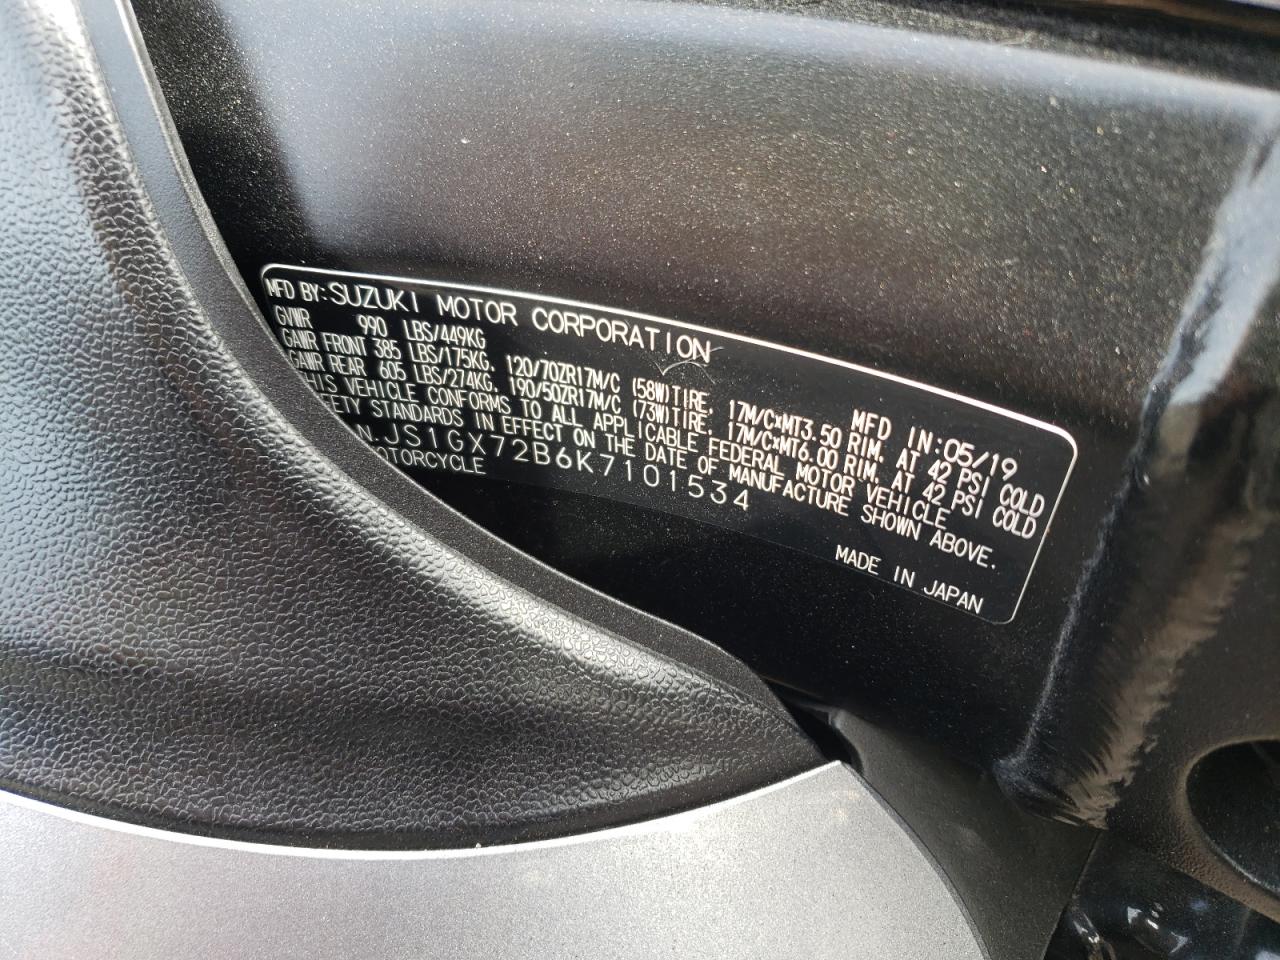 MFD BY: SUZUKI MOTOR CORPORATION
GVWR 990 LBS/449KG MFD IN: 05/19
GAWR FRONT 385 LBS/175KG. 120/70ZR17M/C (58W)TIRE, 17M/C×MT3.50 RIM. AT 42 PSI COLD
GAWR REAR 605 LBS/274KG. 190/50ZR17M/C (73W)TIRE, 17M/C×MT6.00 RIM. AT 42 PSI COLD
HIS VEHICLE CONFORMS TO ALL APPLICABLE FEDERAL MOTOR VEHICLE
ETY STANDARDS IN EFFECT ON THE DATE OF MANUFACTURE SHOWN ABOVE.
N. JS1GX72B6K7101534
OTORCYCLE
MADE IN JAPAN